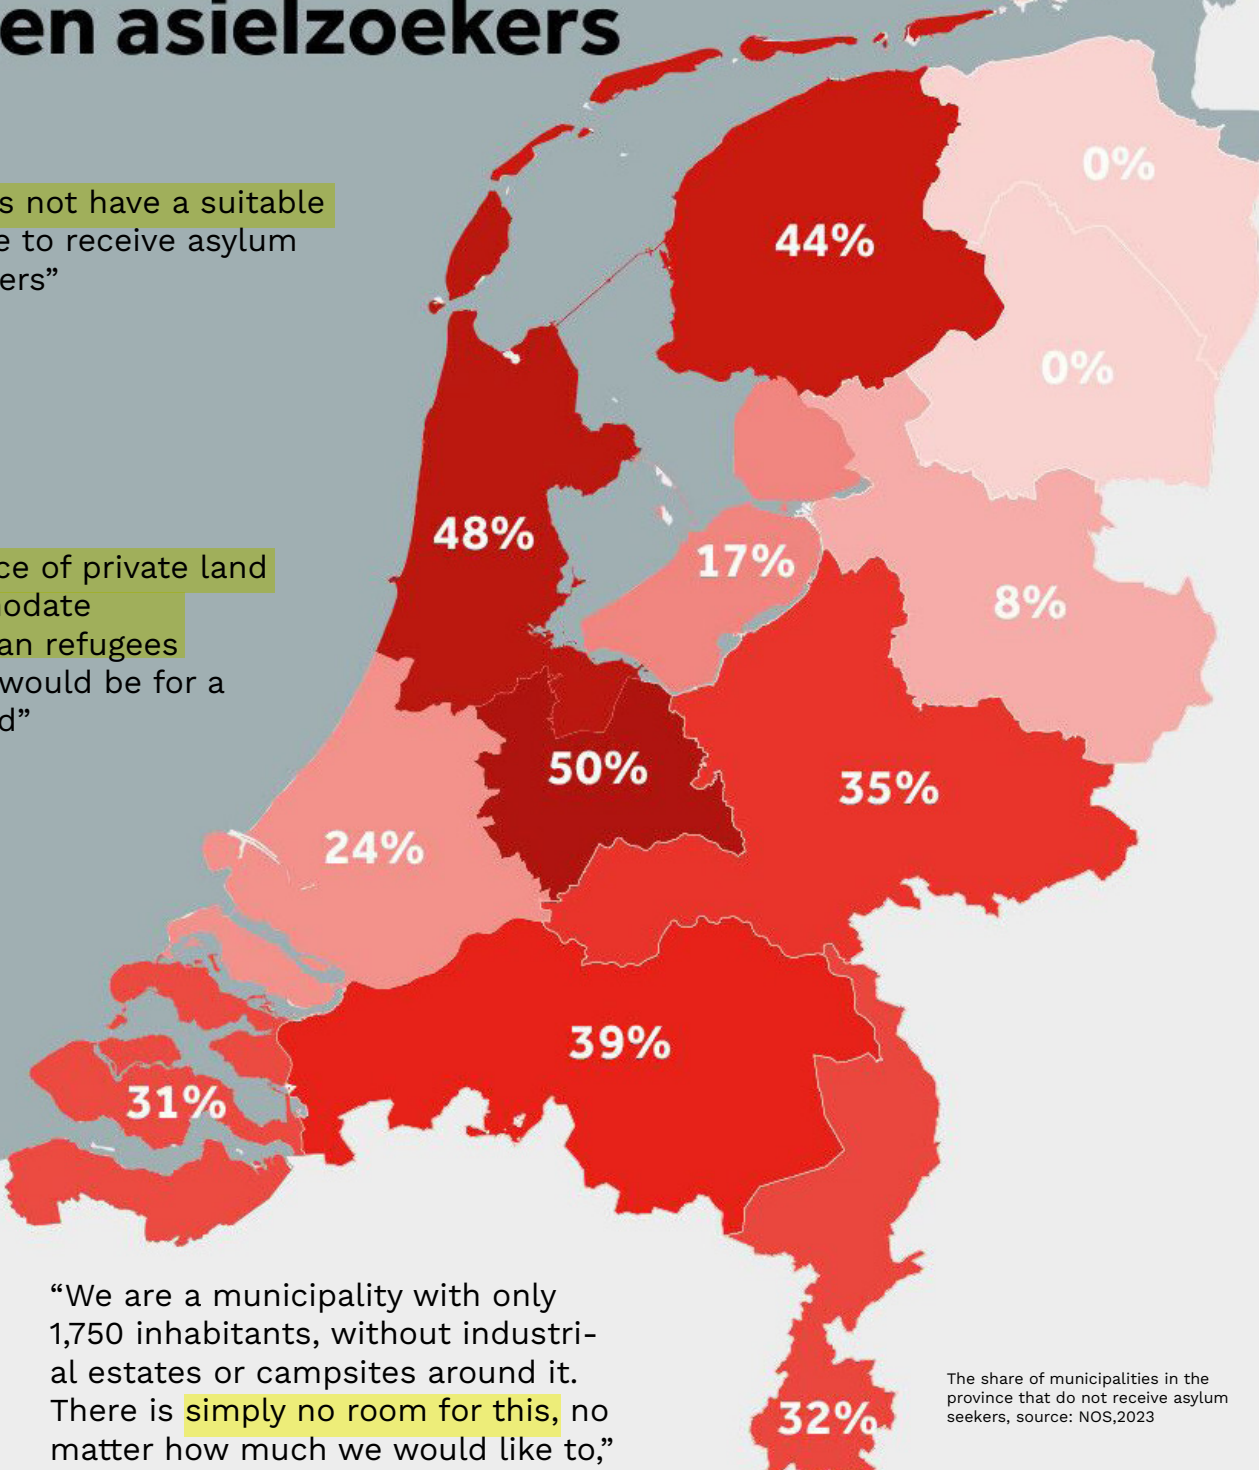 en asielzoekers
s not have a suitable
e to receive asylum
ers”
0%
44%
0%
48%
17%
8%
ce of private land
nodate
an refugees
would be for a
d”
50%
35%
24%
39%
31%
“We are a municipality with only
1,750 inhabitants, without industri-
al estates or campsites around it.
There is simply no room for this, no
matter how much we would like to,”
32%
The share of municipalities in the
province that do not receive asylum
seekers, source: NOS,2023